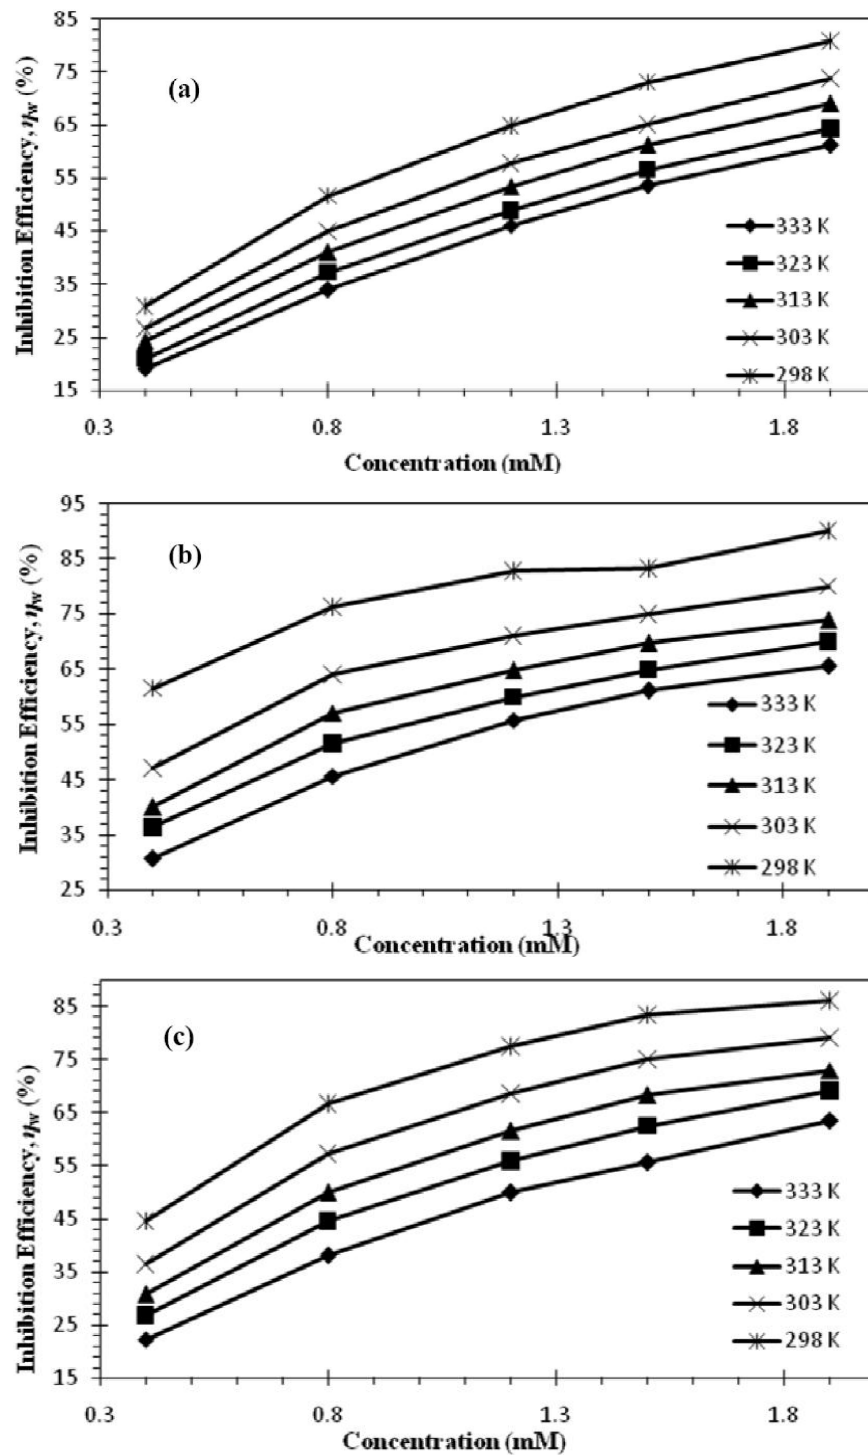 85
75
65
55
45
35
25
15
Inhibition Efficiency, ηw (%)
(a)
333 K
323 K
313 K
303 K
298 K
0.3
0.8
1.3
1.8
Concentration (mM)
95
85
75
65
55
45
35
25
Inhibition Efficiency, ηw (%)
(b)
333 K
323 K
313 K
303 K
298 K
0.3
0.8
1.3
1.8
Concentration (mM)
85
75
65
55
45
35
25
15
Inhibition Efficiency, ηw (%)
(c)
333 K
323 K
313 K
303 K
298 K
0.3
0.8
1.3
1.8
Concentration (mM)